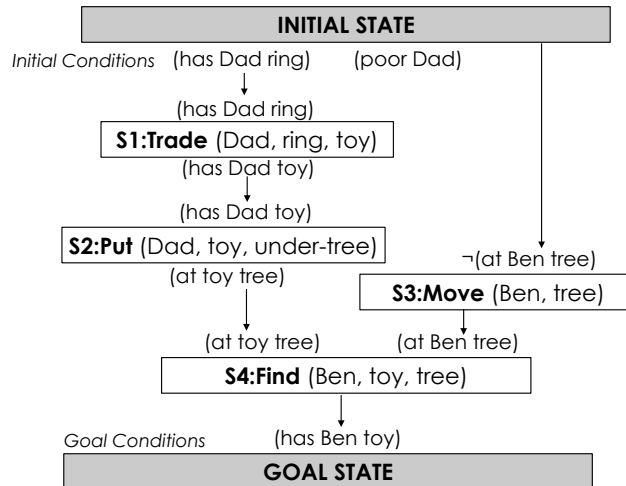 INITIAL STATE
Initial Conditions (has Dad ring) (poor Dad)
(has Dad ring)
S1:Trade (Dad, ring, toy)
(has Dad toy)
(has Dad toy)
S2:Put (Dad, toy, under-tree)
(at toy tree)
¬(at Ben tree)
S3:Move (Ben, tree)
(at toy tree) (at Ben tree)
S4:Find (Ben, toy, tree)
Goal Conditions (has Ben toy)
GOAL STATE